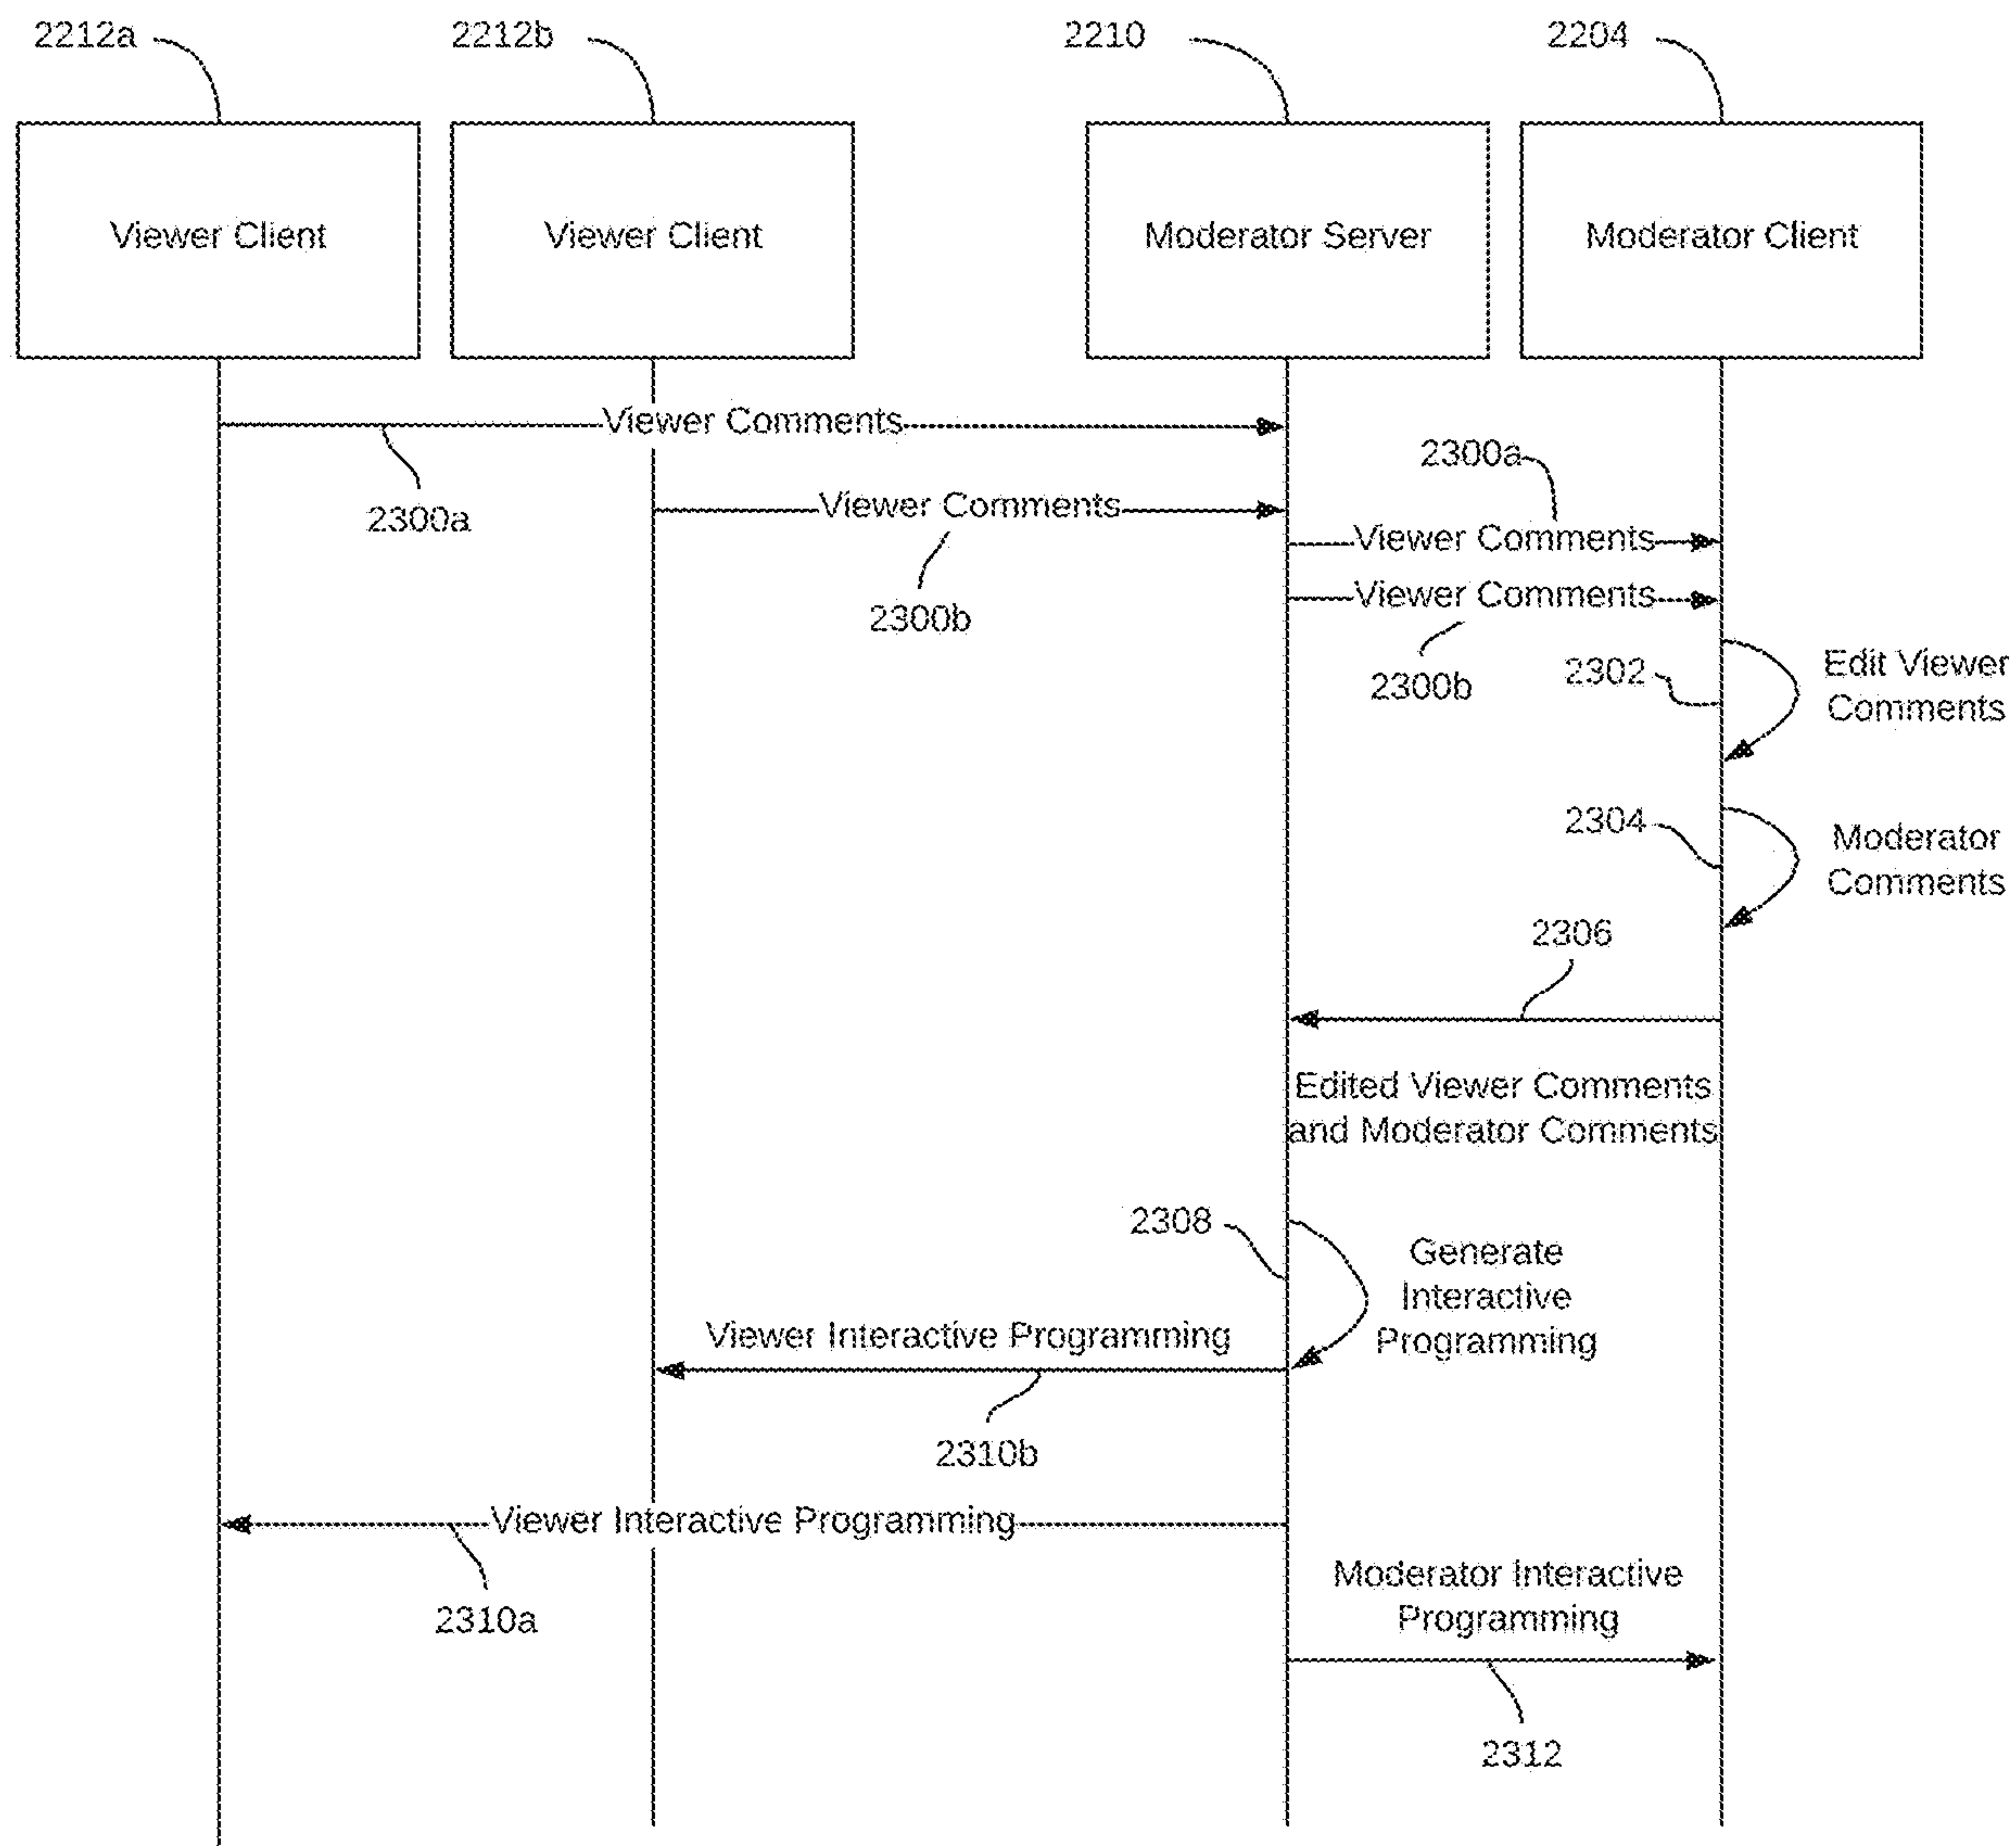 2212a
2212b
2210
2204
Viewer Client
Viewer Client
Moderator Server
Moderator Client
Viewer Comments
2300a
2300a
Viewer Comments
2300b
Viewer Comments
Viewer Comments
2300b
2302
Edit Viewer
Comments
2304
Moderator
Comments
2306
Edited Viewer Comments
and Moderator Comments
2308
Generate
Interactive
Programming
Viewer Interactive Programming
2310b
Viewer Interactive Programming
2310a
Moderator Interactive
Programming
2312